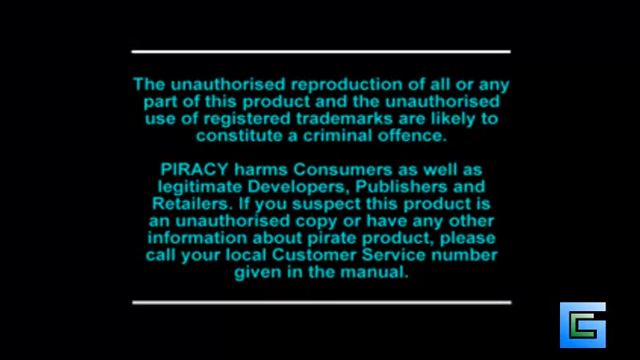 The unauthorised reproduction of all or any
part of this product and the unauthorised
use of registered trademarks are likely to
constitute a criminal offence.
PIRACY harms Consumers as well as
legitimate Developers, Publishers and
Retailers. If you suspect this product is
an unauthorised copy or have any other
information about pirate product, please
call your local Customer Service number
given in the manual.